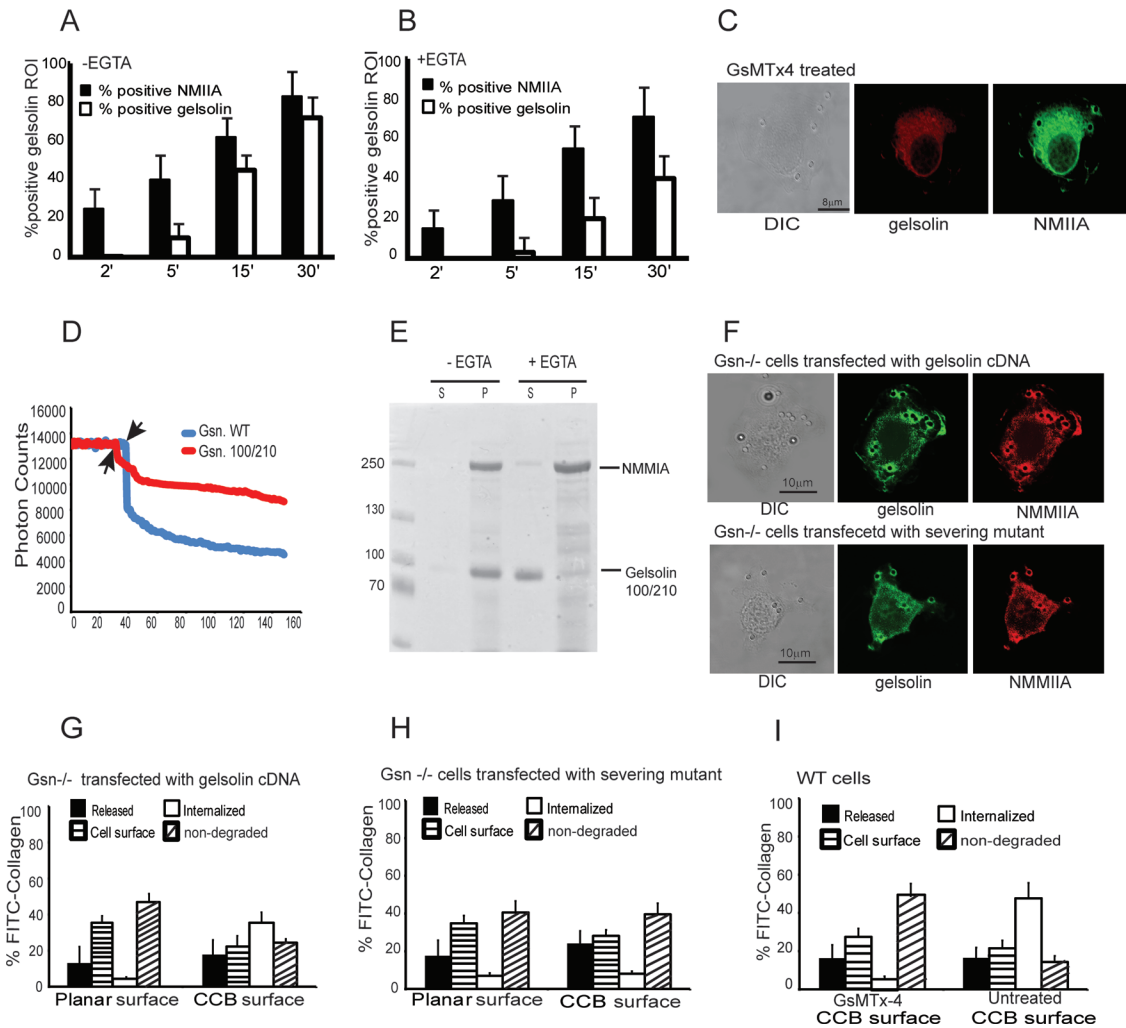 A
-EGTA
%positive gelsolin ROI
100
80
60
40
20
0
% positive NMIIA
% positive gelsolin
2' 5' 15' 30'
B
+EGTA
%positive gelsolin ROI
100
80
60
40
20
0
% positive NMIIA
% positive gelsolin
2' 5' 15' 30'
C
GsMTx4 treated
8µm
DIC gelsolin NMIIA
D
Photon Counts
16000
14000
12000
10000
8000
6000
4000
2000
0
Gsn. WT
Gsn. 100/210
0 20 40 60 80 100 120 140 160
E
- EGTA + EGTA
S P S P
250
130
100
70
NMMIA
Gelsolin
100/210
F
Gsn-/- cells transfected with gelsolin cDNA
10µm
DIC gelsolin NMMIIA
Gsn-/- cells transfecetd with severing mutant
10µm
DIC gelsolin NMMIIA
G
Gsn-/- transfected with gelsolin cDNA
% FITC-Collagen
100
80
60
40
20
0
Released Internalized
Cell surface non-degraded
Planar surface CCB surface
H
Gsn -/- cells transfected with severing mutant
% FITC-Collagen
100
80
60
40
20
0
Released Internalized
Cell surface non-degraded
Planar surface CCB surface
I
WT cells
% FITC-Collagen
100
80
60
40
20
0
Released Internalized
Cell surface non-degraded
GsMTx-4 Untreated
CCB surface CCB surface